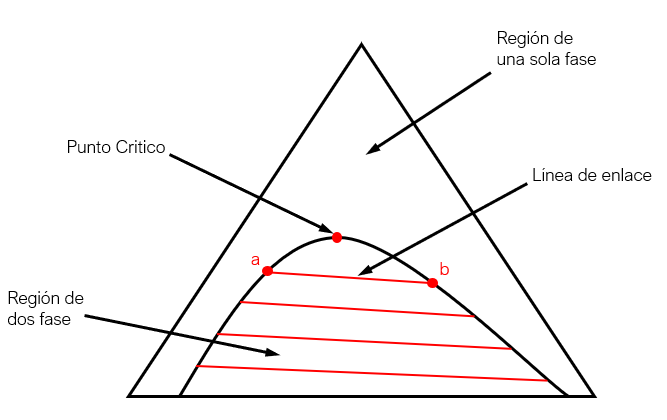 Región de
una sola fase
Punto Critico
Línea de enlace
a
b
Región de
dos fase